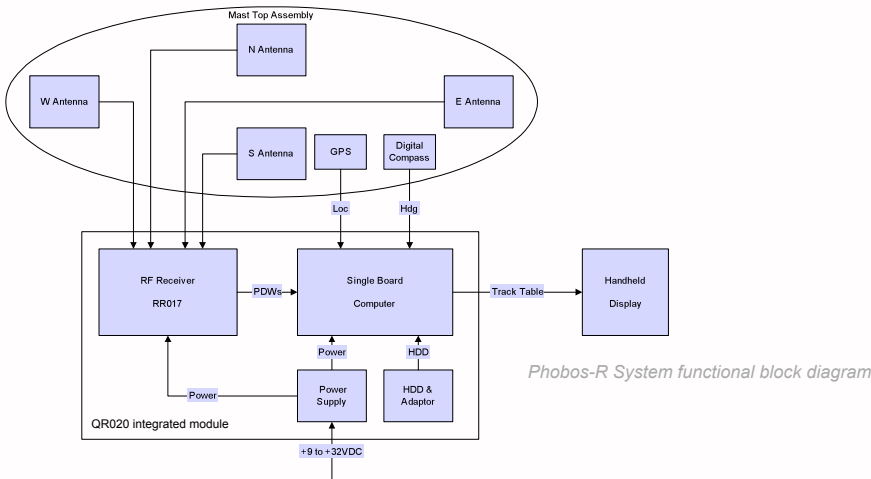 Mast Top Assembly
N Antenna
W Antenna
E Antenna
S Antenna
GPS
Digital
Compass
Loc
Hdg
RF Receiver
RR017
PDWs
Single Board
Computer
Track Table
Handheld
Display
Power
HDD
Phobos-R System functional block diagram
Power
Power
Supply
HDD &
Adaptor
QR020 integrated module
+9 to +32VDC